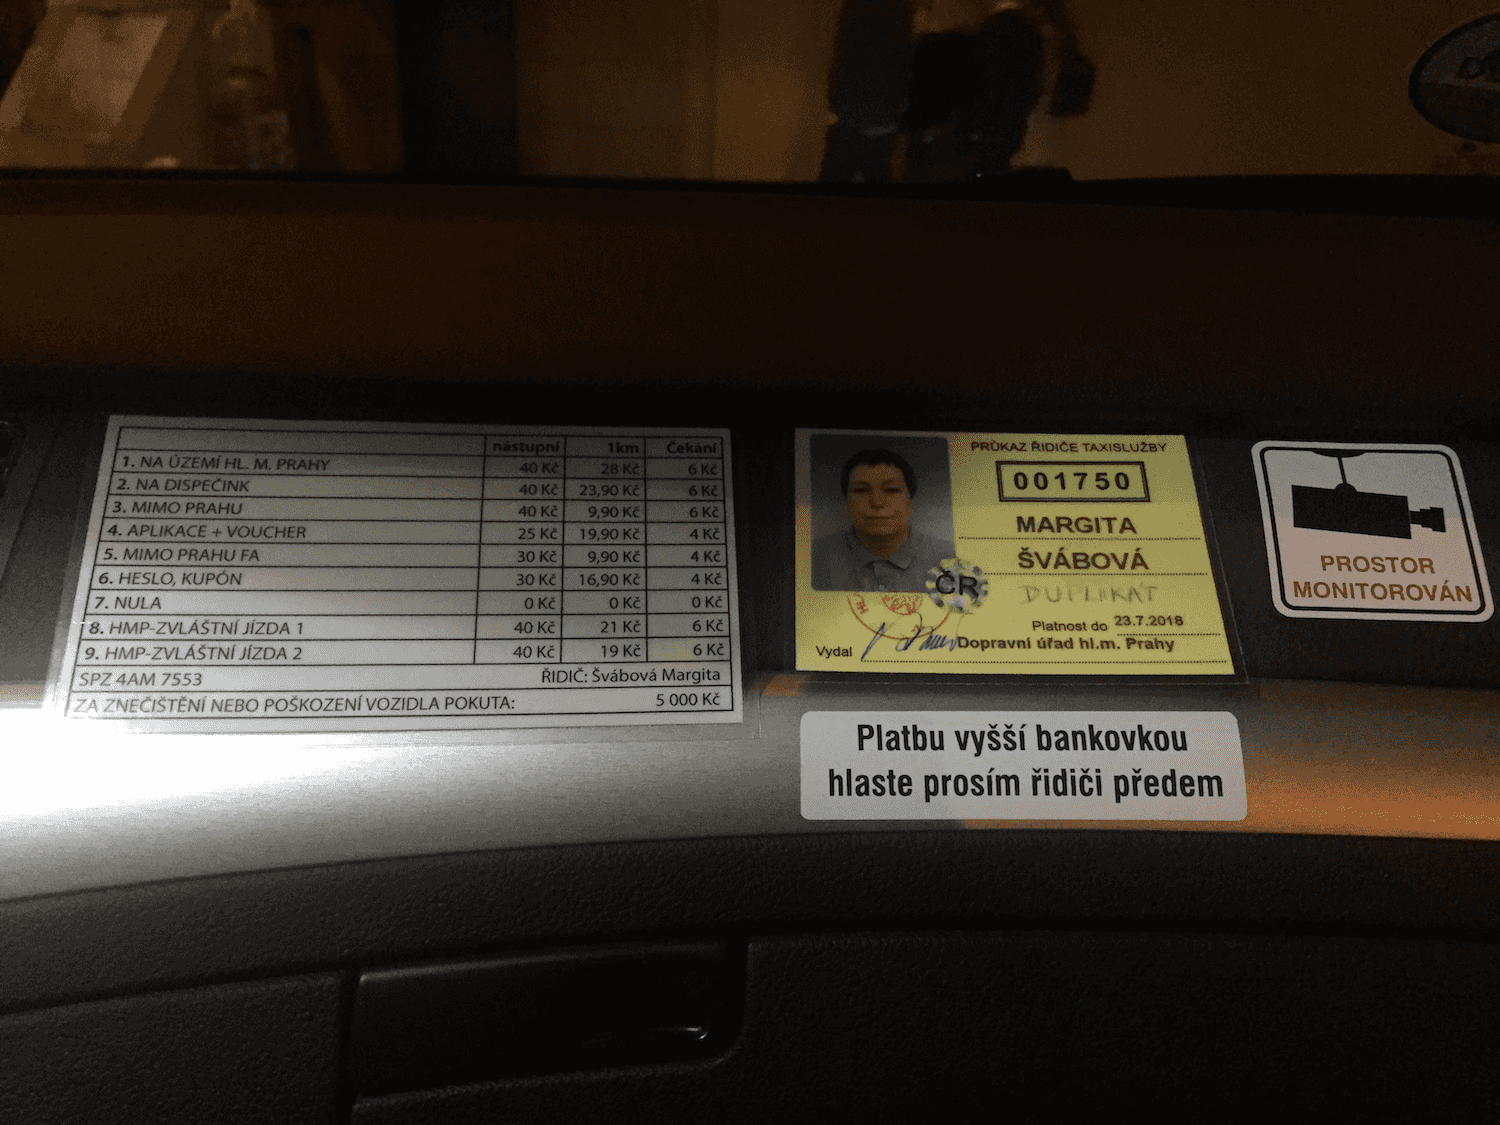 nástupní 1km Čekání
1. NA ÚZEMÍ HL. M. PRAHY 40 Kč 28 Kč 6 Kč
2. NA DISPEČINK 40 Kč 23,90 Kč 6 Kč
3. MIMO PRAHU 40 Kč 9,90 Kč 6 Kč
4. APLIKACE + VOUCHER 25 Kč 19,90 Kč 4 Kč
5. MIMO PRAHU FA 30 Kč 9,90 Kč 4 Kč
6. HESLO, KUPÓN 30 Kč 16,90 Kč 4 Kč
7. NULA 0 Kč 0 Kč 0 Kč
8. HMP-ZVLÁŠTNÍ JÍZDA 1 40 Kč 21 Kč 6 Kč
9. HMP-ZVLÁŠTNÍ JÍZDA 2 40 Kč 19 Kč 6 Kč
SPZ 4AM 7553 ŘIDIČ: Švábová Margita
ZA ZNEČIŠTĚNÍ NEBO POŠKOZENÍ VOZIDLA POKUTA: 5 000 Kč
PRŮKAZ ŘIDIČE TAXISLUŽBY
001750
MARGITA
ŠVÁBOVÁ
ČR
DUPLIKÁT
Platnost do 23.7.2018
Vydal Dopravní úřad hl.m. Prahy
Platbu vyšší bankovkou
hlaste prosím řidiči předem
PROSTOR
MONITOROVÁN